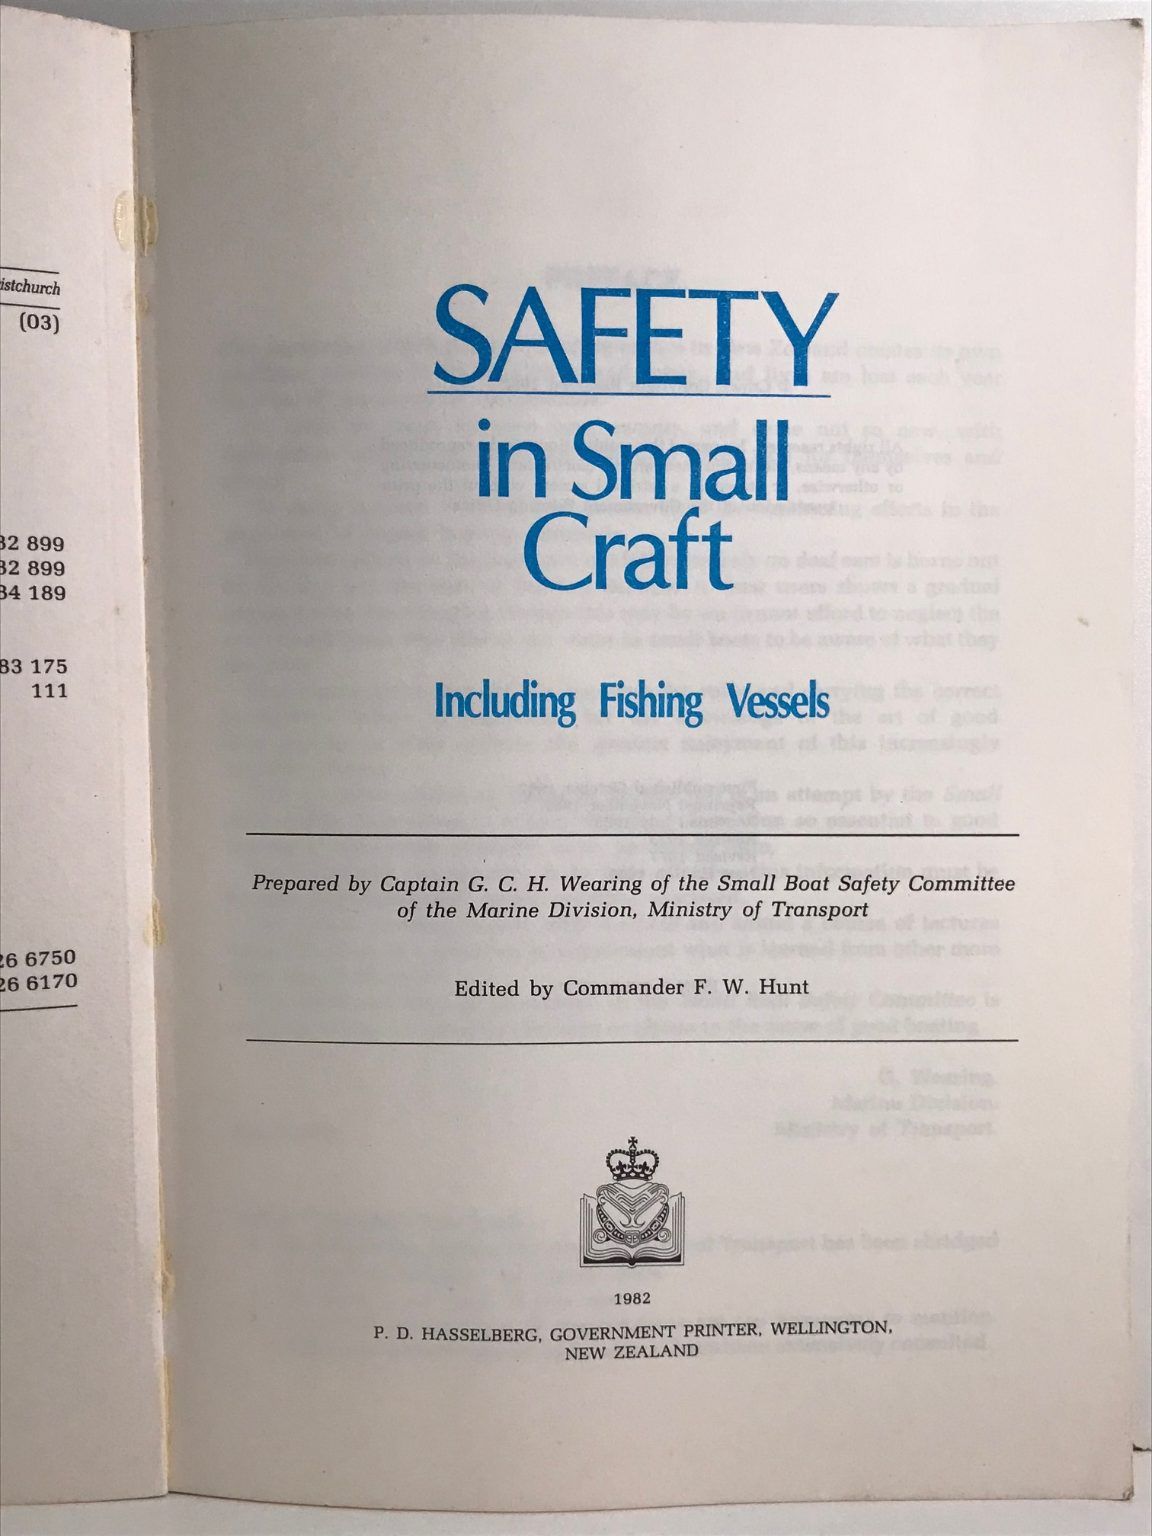 istchurch
(03)
32 899
32 899
34 189
83 175
111
26 6750
26 6170
SAFETY
in Small
Craft
Including Fishing Vessels
Prepared by Captain G. C. H. Wearing of the Small Boat Safety Committee
of the Marine Division, Ministry of Transport
Edited by Commander F. W. Hunt
1982
P. D. HASSELBERG, GOVERNMENT PRINTER, WELLINGTON,
NEW ZEALAND